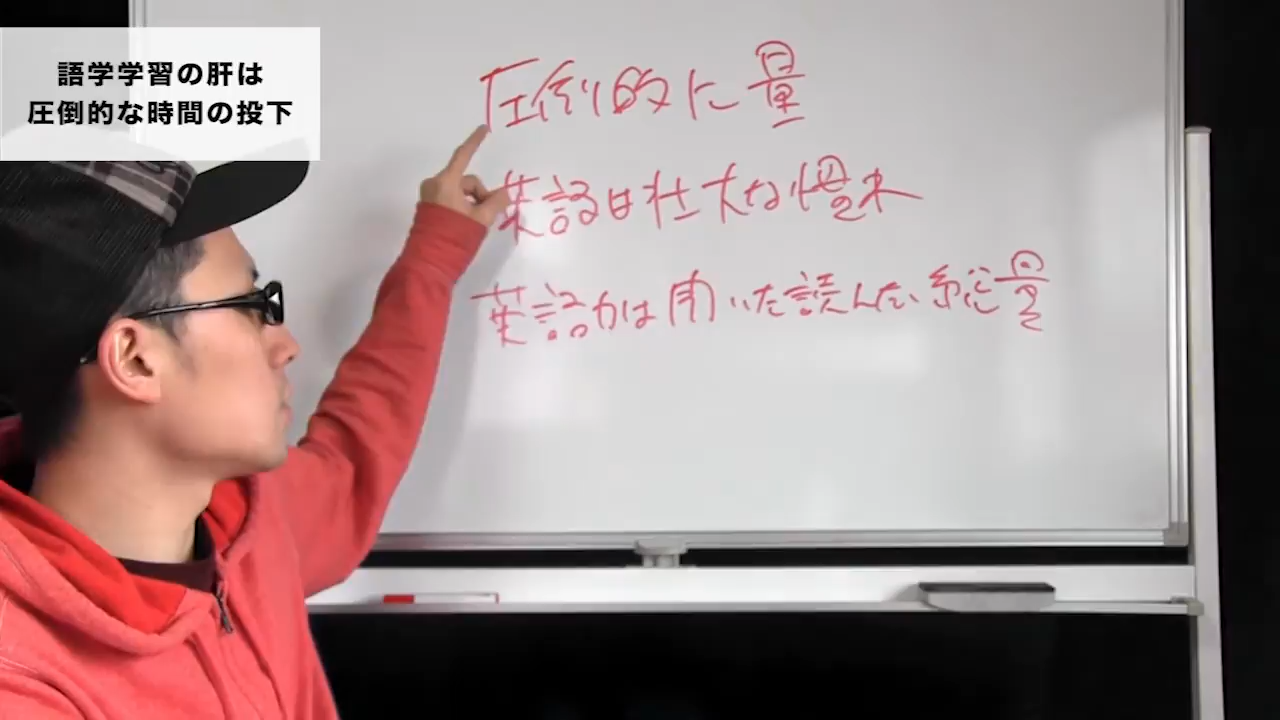 語学学習の肝は
圧倒的な時間の投下
圧倒的に量
英語は壮大な慣れ
英語力は聞いた読んだ、総量